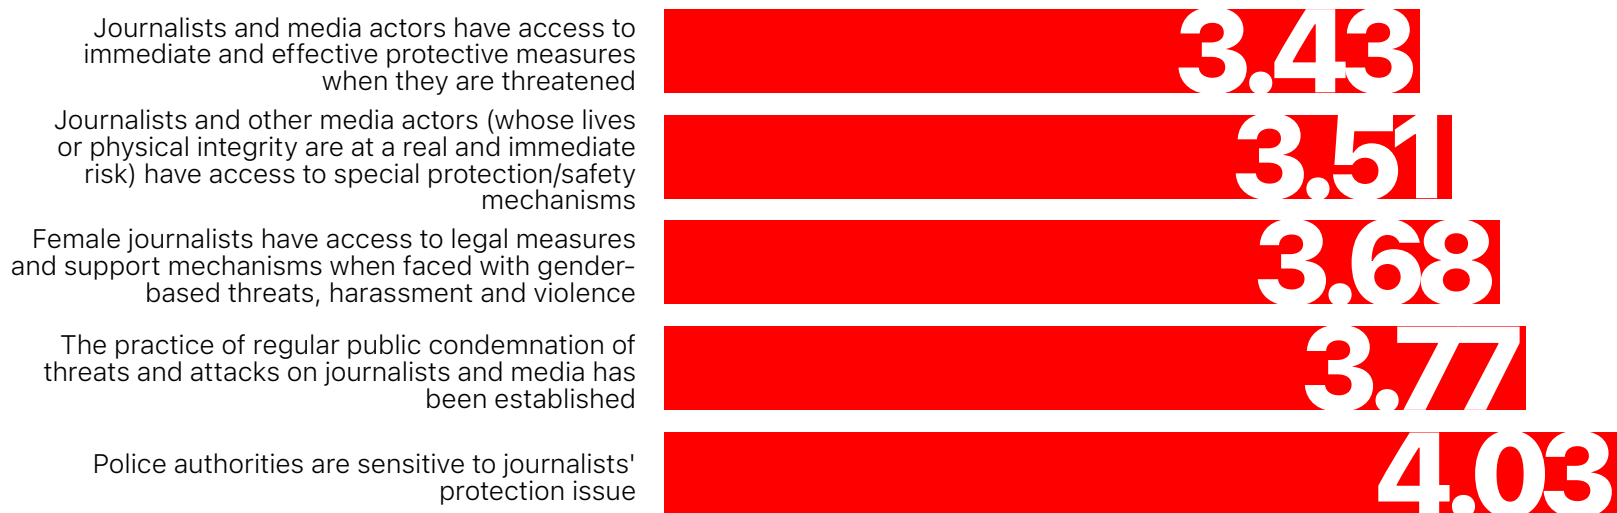 Journalists and media actors have access to
immediate and effective protective measures
when they are threatened
3.43
Journalists and other media actors (whose lives
or physical integrity are at a real and immediate
risk) have access to special protection/safety
mechanisms
3.51
Female journalists have access to legal measures
and support mechanisms when faced with gender-
based threats, harassment and violence
3.68
The practice of regular public condemnation of
threats and attacks on journalists and media has
been established
3.77
Police authorities are sensitive to journalists'
protection issue
4.03